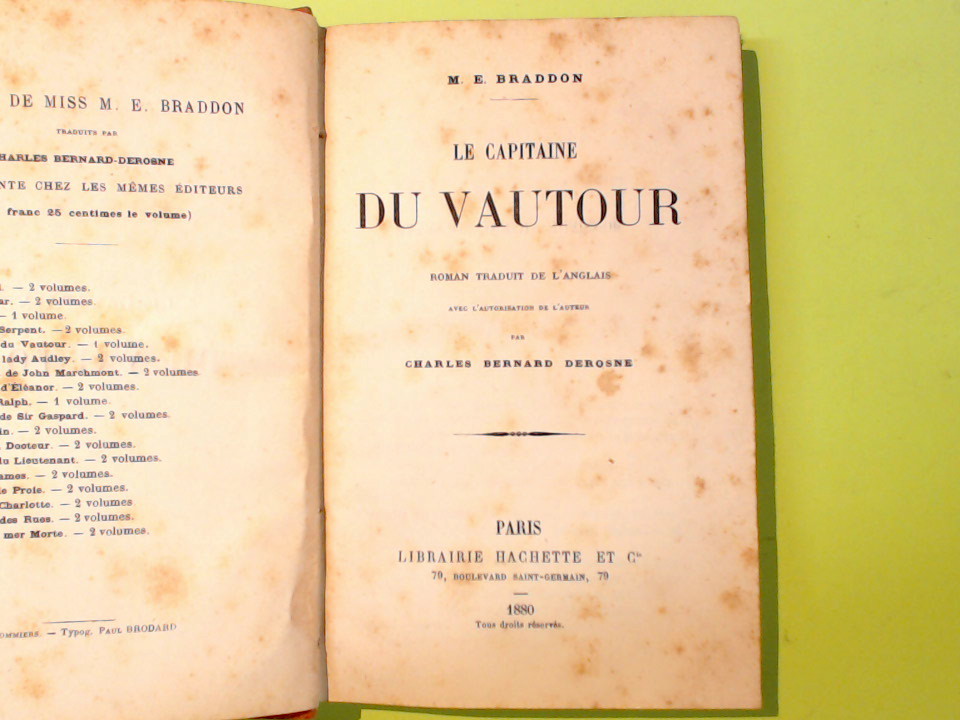 DE MISS M. E. BRADDON
TRADUITS PAR
CHARLES BERNARD-DEROSNE
CHEZ LES MÊMES ÉDITEURS
franc 25 centimes le volume)
— 2 volumes.
— 2 volumes.
— 1 volume
Serpent. — 2 volumes.
du Vautour. — 1 volume.
lady Audley. — 2 volumes.
de John Marchmont. — 2 volumes
d'Éléanor. — 2 volumes.
Ralph. — 1 volume.
de Sir Gaspard. — 2 volumes.
— 2 volumes.
Docteur. — 2 volumes.
du Lieutenant. — 2 volumes.
— 2 volumes.
de Proie. — 2 volumes.
Charlotte. — 2 volumes
des Rues. — 2 volumes.
mer Morte. — 2 volumes.
— Typog. PAUL BRODARD
M. E. BRADDON
LE CAPITAINE
DU VAUTOUR
ROMAN TRADUIT DE L'ANGLAIS
AVEC L'AUTORISATION DE L'AUTEUR
PAR
CHARLES BERNARD DEROSNE
PARIS
LIBRAIRIE HACHETTE ET Cie
79, BOULEVARD SAINT-GERMAIN, 79
1880
Tous droits réservés.